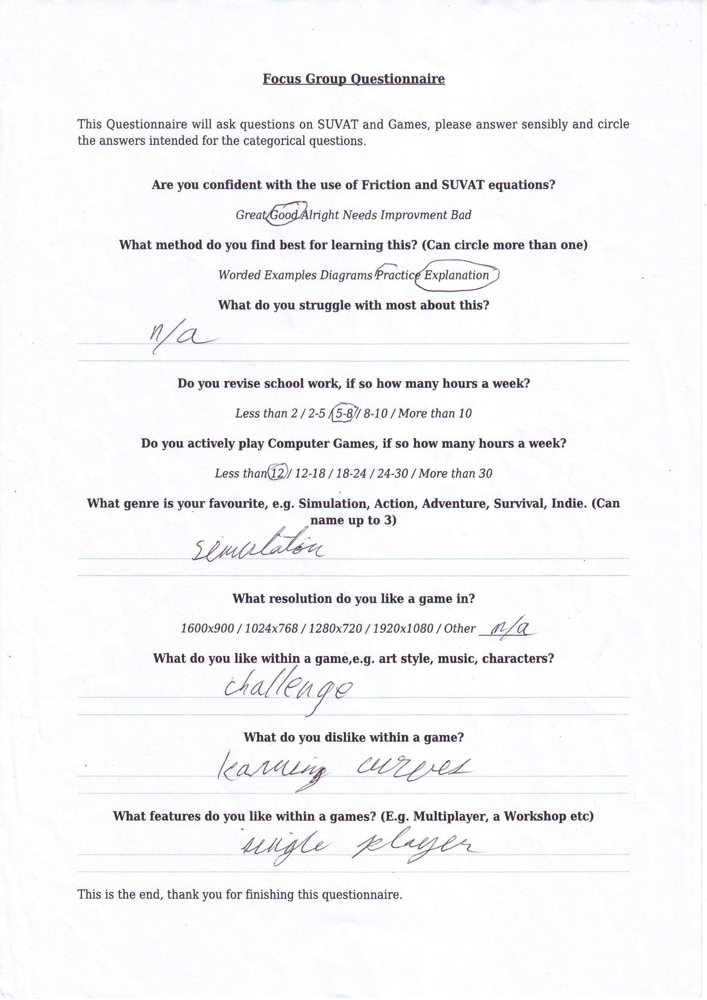 Focus Group Questionnaire
This Questionnaire will ask questions on SUVAT and Games, please answer sensibly and circle
the answers intended for the categorical questions.
Are you confident with the use of Friction and SUVAT equations?
Great Good Alright Needs Improvment Bad
What method do you find best for learning this? (Can circle more than one)
Worded Examples Diagrams Practice Explanation
What do you struggle with most about this?
n/a
Do you revise school work, if so how many hours a week?
Less than 2 / 2-5 / 5-8 / 8-10 / More than 10
Do you actively play Computer Games, if so how many hours a week?
Less than 12 / 12-18 / 18-24 / 24-30 / More than 30
What genre is your favourite, e.g. Simulation, Action, Adventure, Survival, Indie. (Can
name up to 3)
simulation
What resolution do you like a game in?
1600x900 / 1024x768 / 1280x720 / 1920x1080 / Other n/a
What do you like within a game,e.g. art style, music, characters?
challenge
What do you dislike within a game?
learning curves
What features do you like within a games? (E.g. Multiplayer, a Workshop etc)
single player
This is the end, thank you for finishing this questionnaire.